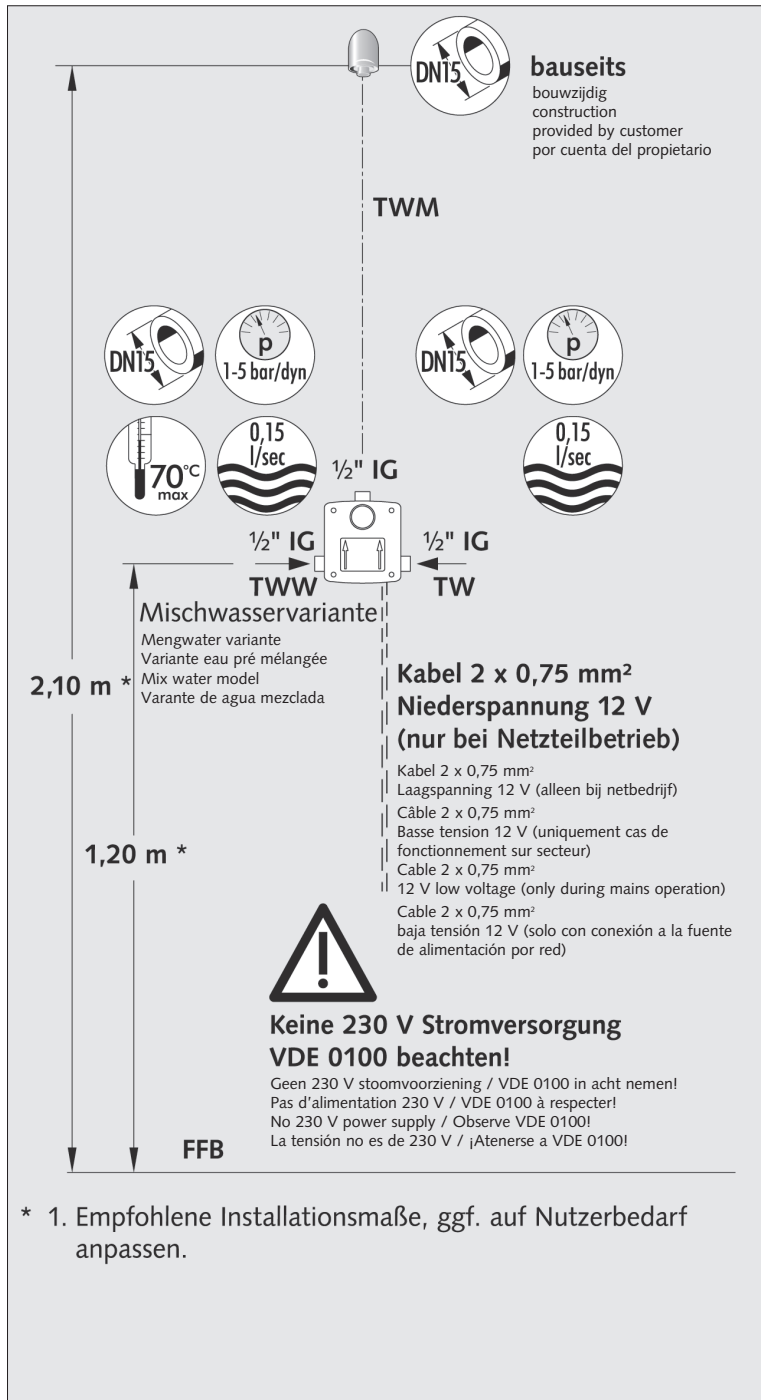 DN15
bauseits
bouwzijdig
construction
provided by customer
por cuenta del propietario
TWM
DN15
p
1-5 bar/dyn
DN15
p
1-5 bar/dyn
70°C
max
0,15
l/sec
0,15
l/sec
½" IG
½" IG
TWW
½" IG
TW
Mischwasservariante
Mengwater variante
Variante eau pré mélangée
Mix water model
Varante de agua mezclada
2,10 m *
1,20 m *
Kabel 2 x 0,75 mm²
Niederspannung 12 V
(nur bei Netzteilbetrieb)
Kabel 2 x 0,75 mm²
Laagspanning 12 V (alleen bij netbedrijf)
Câble 2 x 0,75 mm²
Basse tension 12 V (uniquement cas de
fonctionnement sur secteur)
Cable 2 x 0,75 mm²
12 V low voltage (only during mains operation)
Cable 2 x 0,75 mm²
baja tensión 12 V (solo con conexión a la fuente
de alimentación por red)
Keine 230 V Stromversorgung
VDE 0100 beachten!
Geen 230 V stoomvoorziening / VDE 0100 in acht nemen!
Pas d'alimentation 230 V / VDE 0100 à respecter!
No 230 V power supply / Observe VDE 0100!
La tensión no es de 230 V / ¡Atenerse a VDE 0100!
FFB
* 1. Empfohlene Installationsmaße, ggf. auf Nutzerbedarf
anpassen.